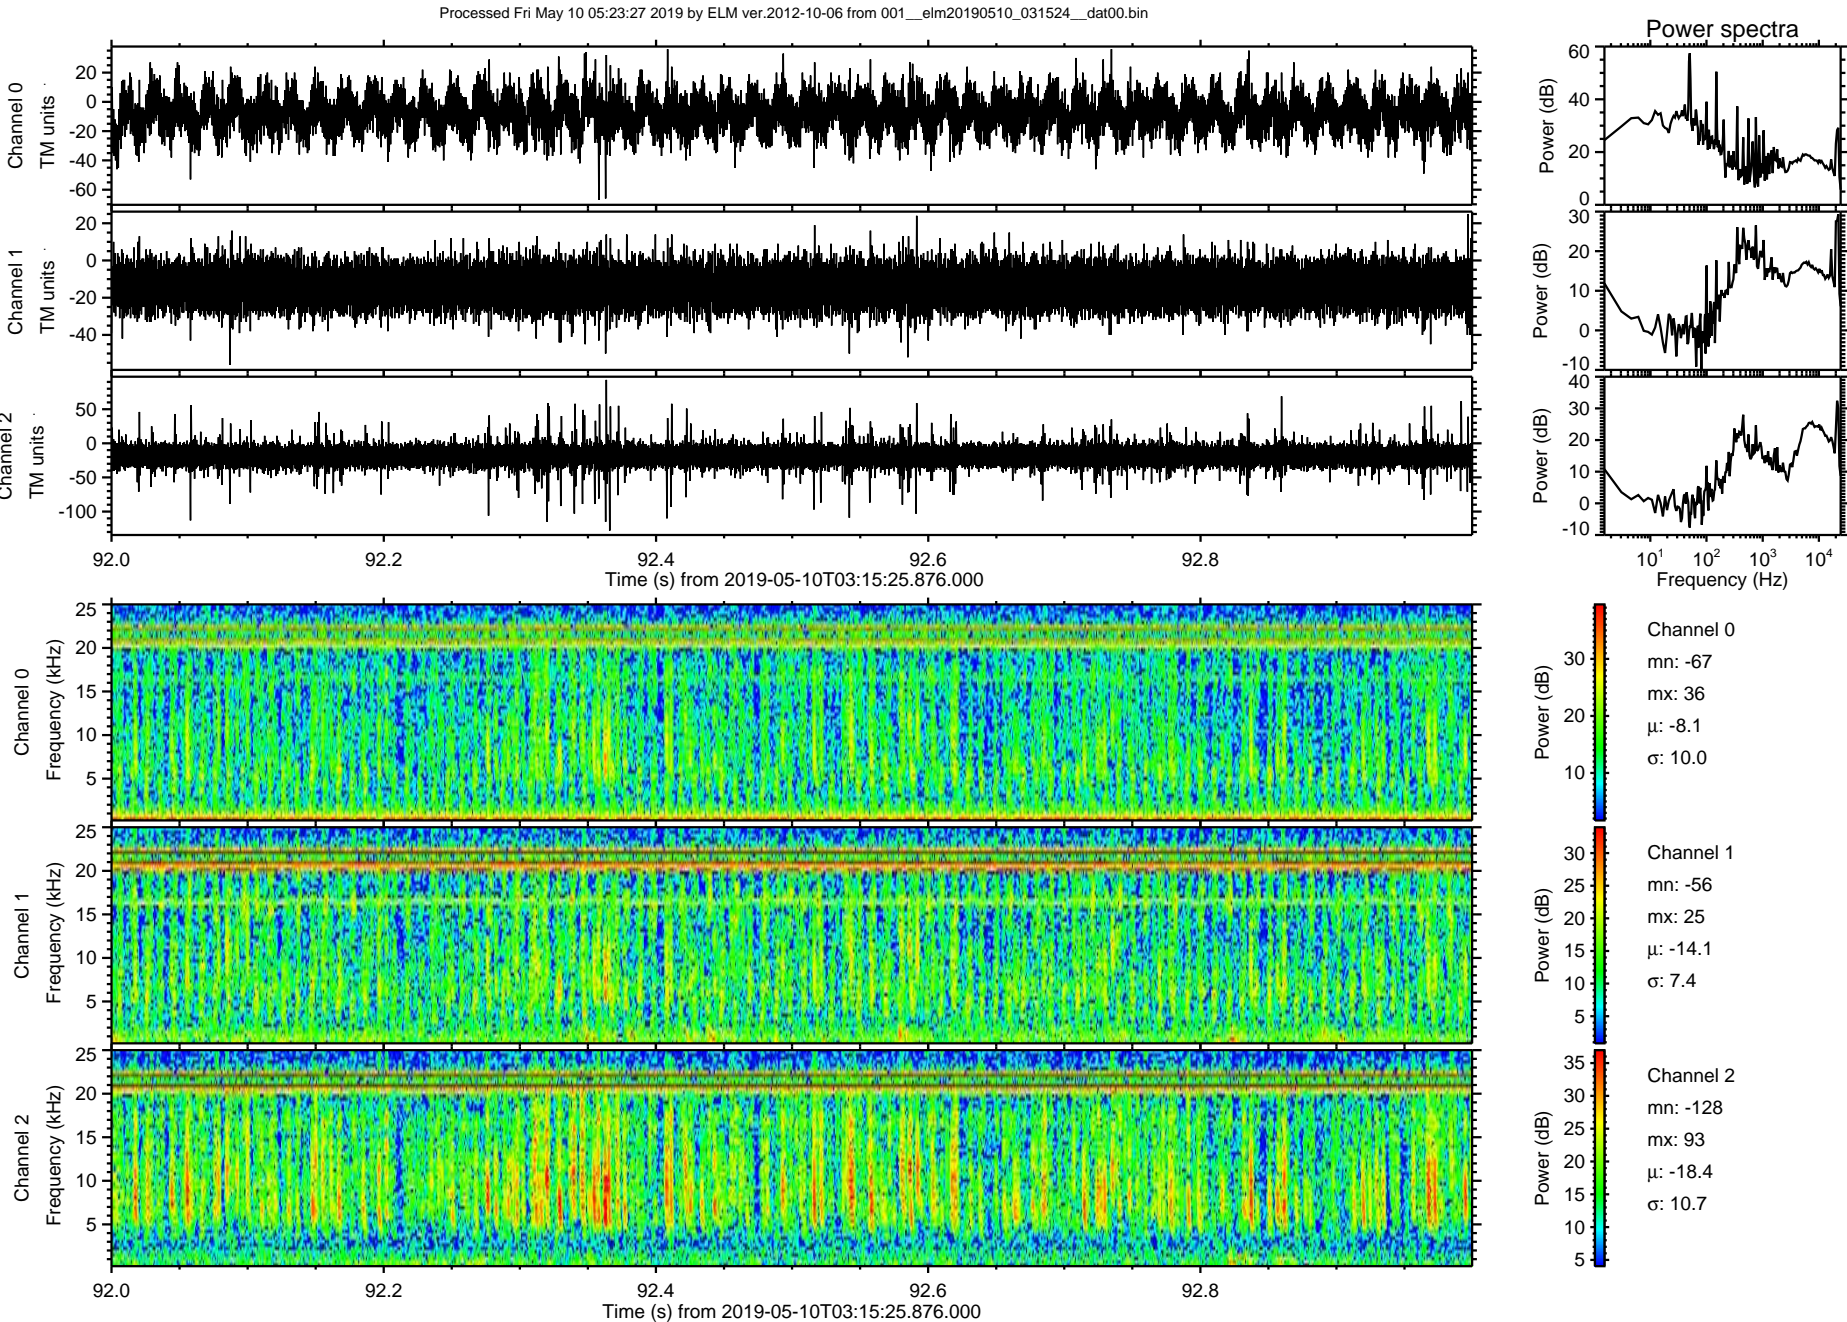 Processed Fri May 10 05:23:27 2019 by ELM ver.2012-10-06 from 001__elm20190510_031524__dat00.bin
Power spectra
Channel 0
TM units
20
0
-20
-40
-60
Power (dB)
60
40
20
0
Channel 1
TM units
20
0
-20
-40
Power (dB)
30
20
10
0
-10
Channel 2
TM units
50
0
-50
-100
Power (dB)
40
30
20
10
0
-10
92.0 92.2 92.4 92.6 92.8
Time (s) from 2019-05-10T03:15:25.876.000
10^1 10^2 10^3 10^4
Frequency (Hz)
Channel 0
Frequency (kHz)
25
20
15
10
5
Power (dB)
30
20
10
Channel 0
mn: -67
mx: 36
μ: -8.1
σ: 10.0
Channel 1
Frequency (kHz)
25
20
15
10
5
Power (dB)
30
25
20
15
10
5
Channel 1
mn: -56
mx: 25
μ: -14.1
σ: 7.4
Channel 2
Frequency (kHz)
25
20
15
10
5
Power (dB)
35
30
25
20
15
10
5
Channel 2
mn: -128
mx: 93
μ: -18.4
σ: 10.7
92.0 92.2 92.4 92.6 92.8
Time (s) from 2019-05-10T03:15:25.876.000